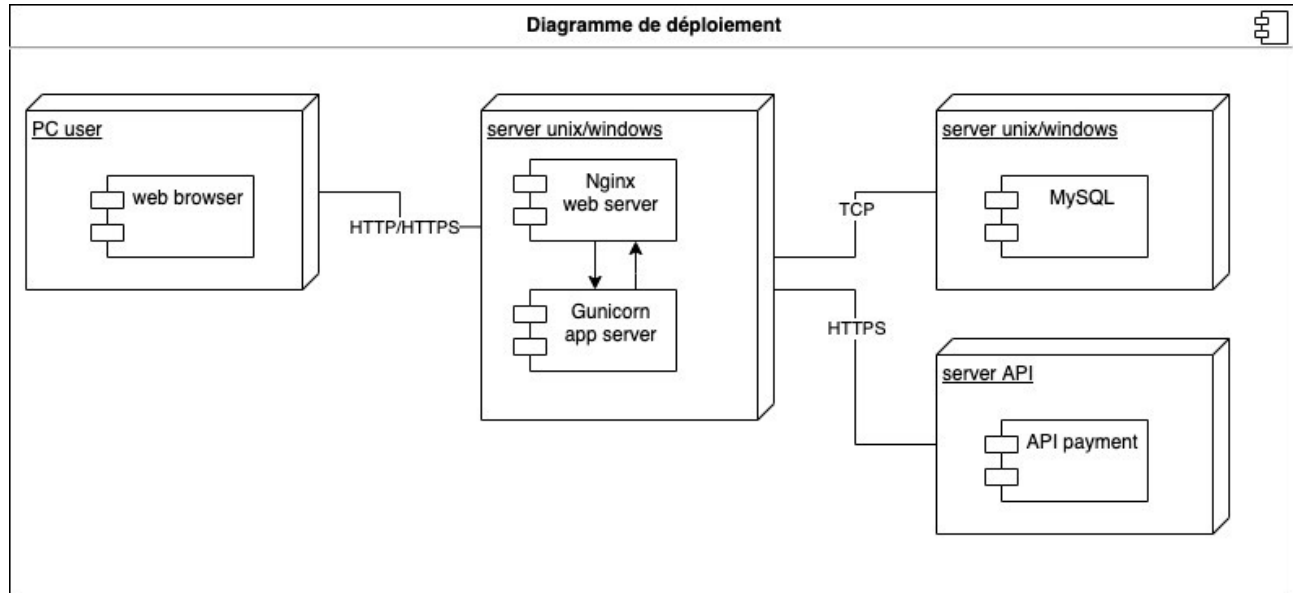 Diagramme de déploiement
PC user
web browser
HTTP/HTTPS
server unix/windows
Nginx
web server
Gunicorn
app server
TCP
HTTPS
server unix/windows
MySQL
server API
API payment